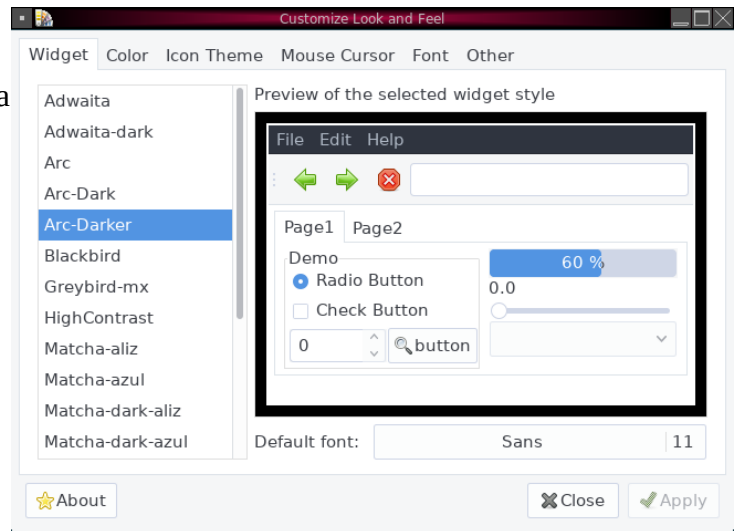 Customize Look and Feel
Widget Color Icon Theme Mouse Cursor Font Other
a
Adwaita
Adwaita-dark
Arc
Arc-Dark
Arc-Darker
Blackbird
Greybird-mx
HighContrast
Matcha-aliz
Matcha-azul
Matcha-dark-aliz
Matcha-dark-azul
Preview of the selected widget style
File Edit Help
Page1 Page2
Demo
Radio Button
Check Button
0 button
60 %
0.0
Default font: Sans 11
About Close Apply